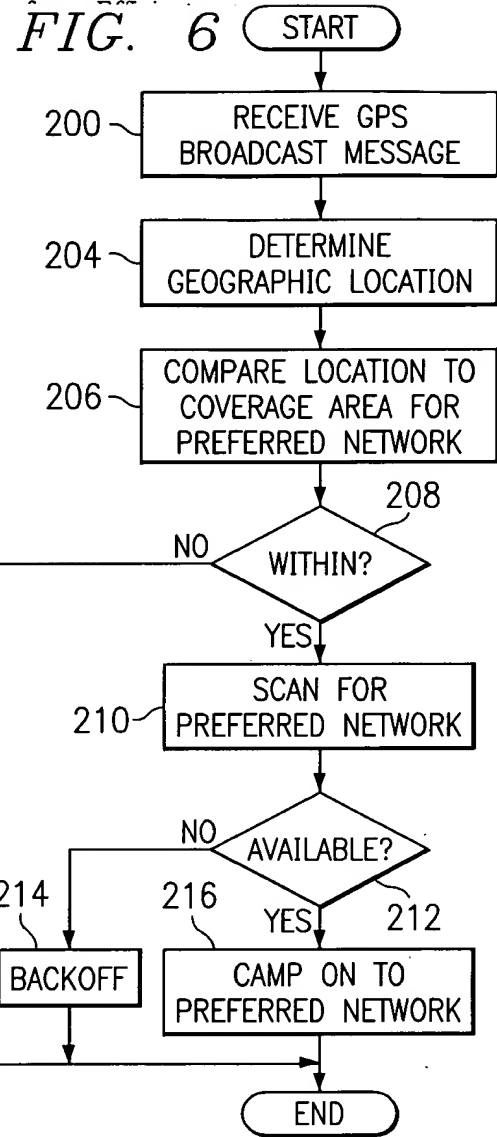 FIG. 6
START
200
RECEIVE GPS
BROADCAST MESSAGE
204
DETERMINE
GEOGRAPHIC LOCATION
206
COMPARE LOCATION TO
COVERAGE AREA FOR
PREFERRED NETWORK
208
NO
WITHIN?
YES
210
SCAN FOR
PREFERRED NETWORK
NO
AVAILABLE?
212
YES
214
216
BACKOFF
CAMP ON TO
PREFERRED NETWORK
END